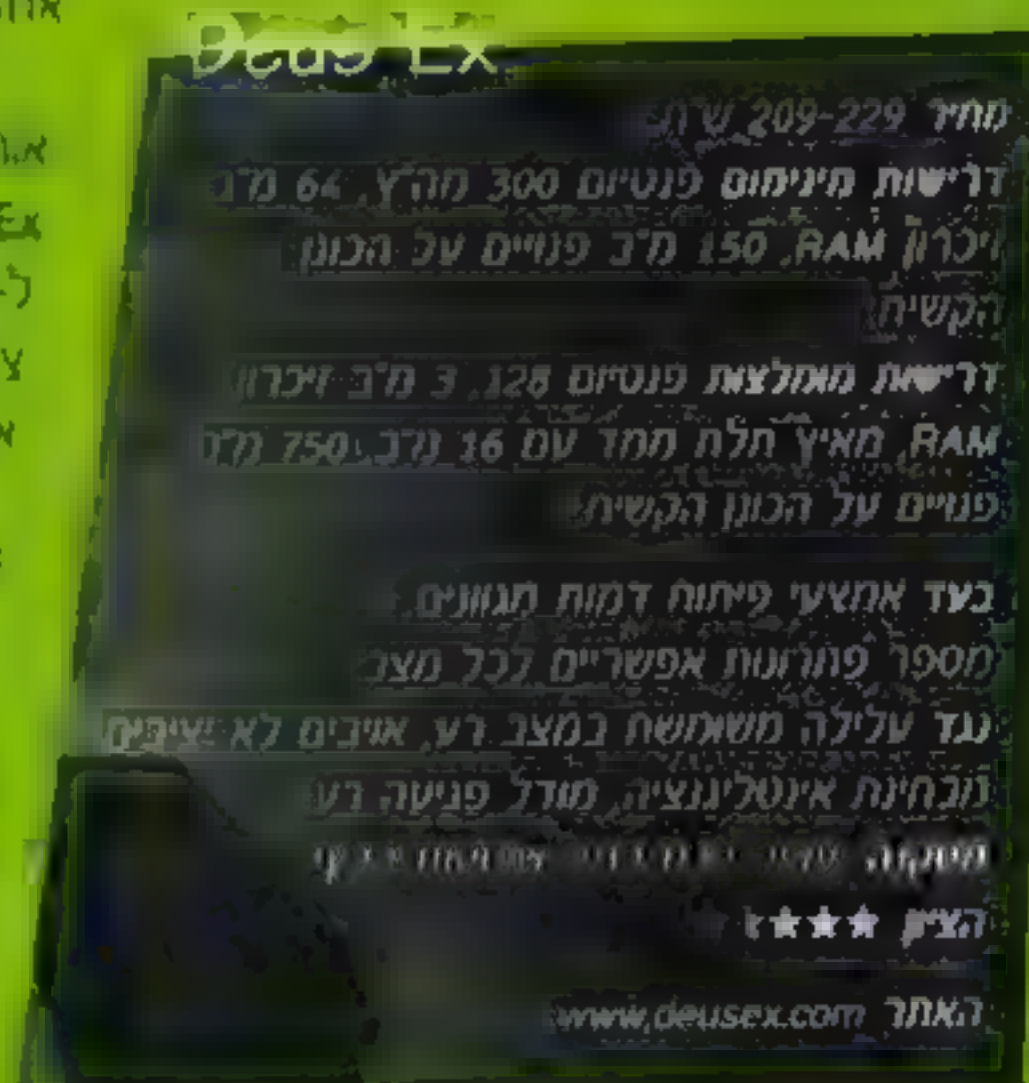 Deus Ex
מחיר 209-229 ש"ח
דרישות מינימום פנטיום 300 מה"ץ, 64 מ"ב
זיכרון RAM, 150 מ"ב פנויים על הכונן
הקשיח
דרישות מומלצות פנטיום 3, 128 מ"ב זיכרון
RAM, מאיץ תלת ממד עם 16 מ"ב, 750 מ"ב
פנויים על הכונן הקשיח
בעד אמצעי פיתוח דמות מגוונים,
מספר פתרונות אפשריים לכל מצב
נגד עלילה משומשת במצב רע, אויבים לא יציבים
מבחינת אינטליגנציה, מודל פגיעה רע
הציון ★★★
האתר www.deusex.com
Ex